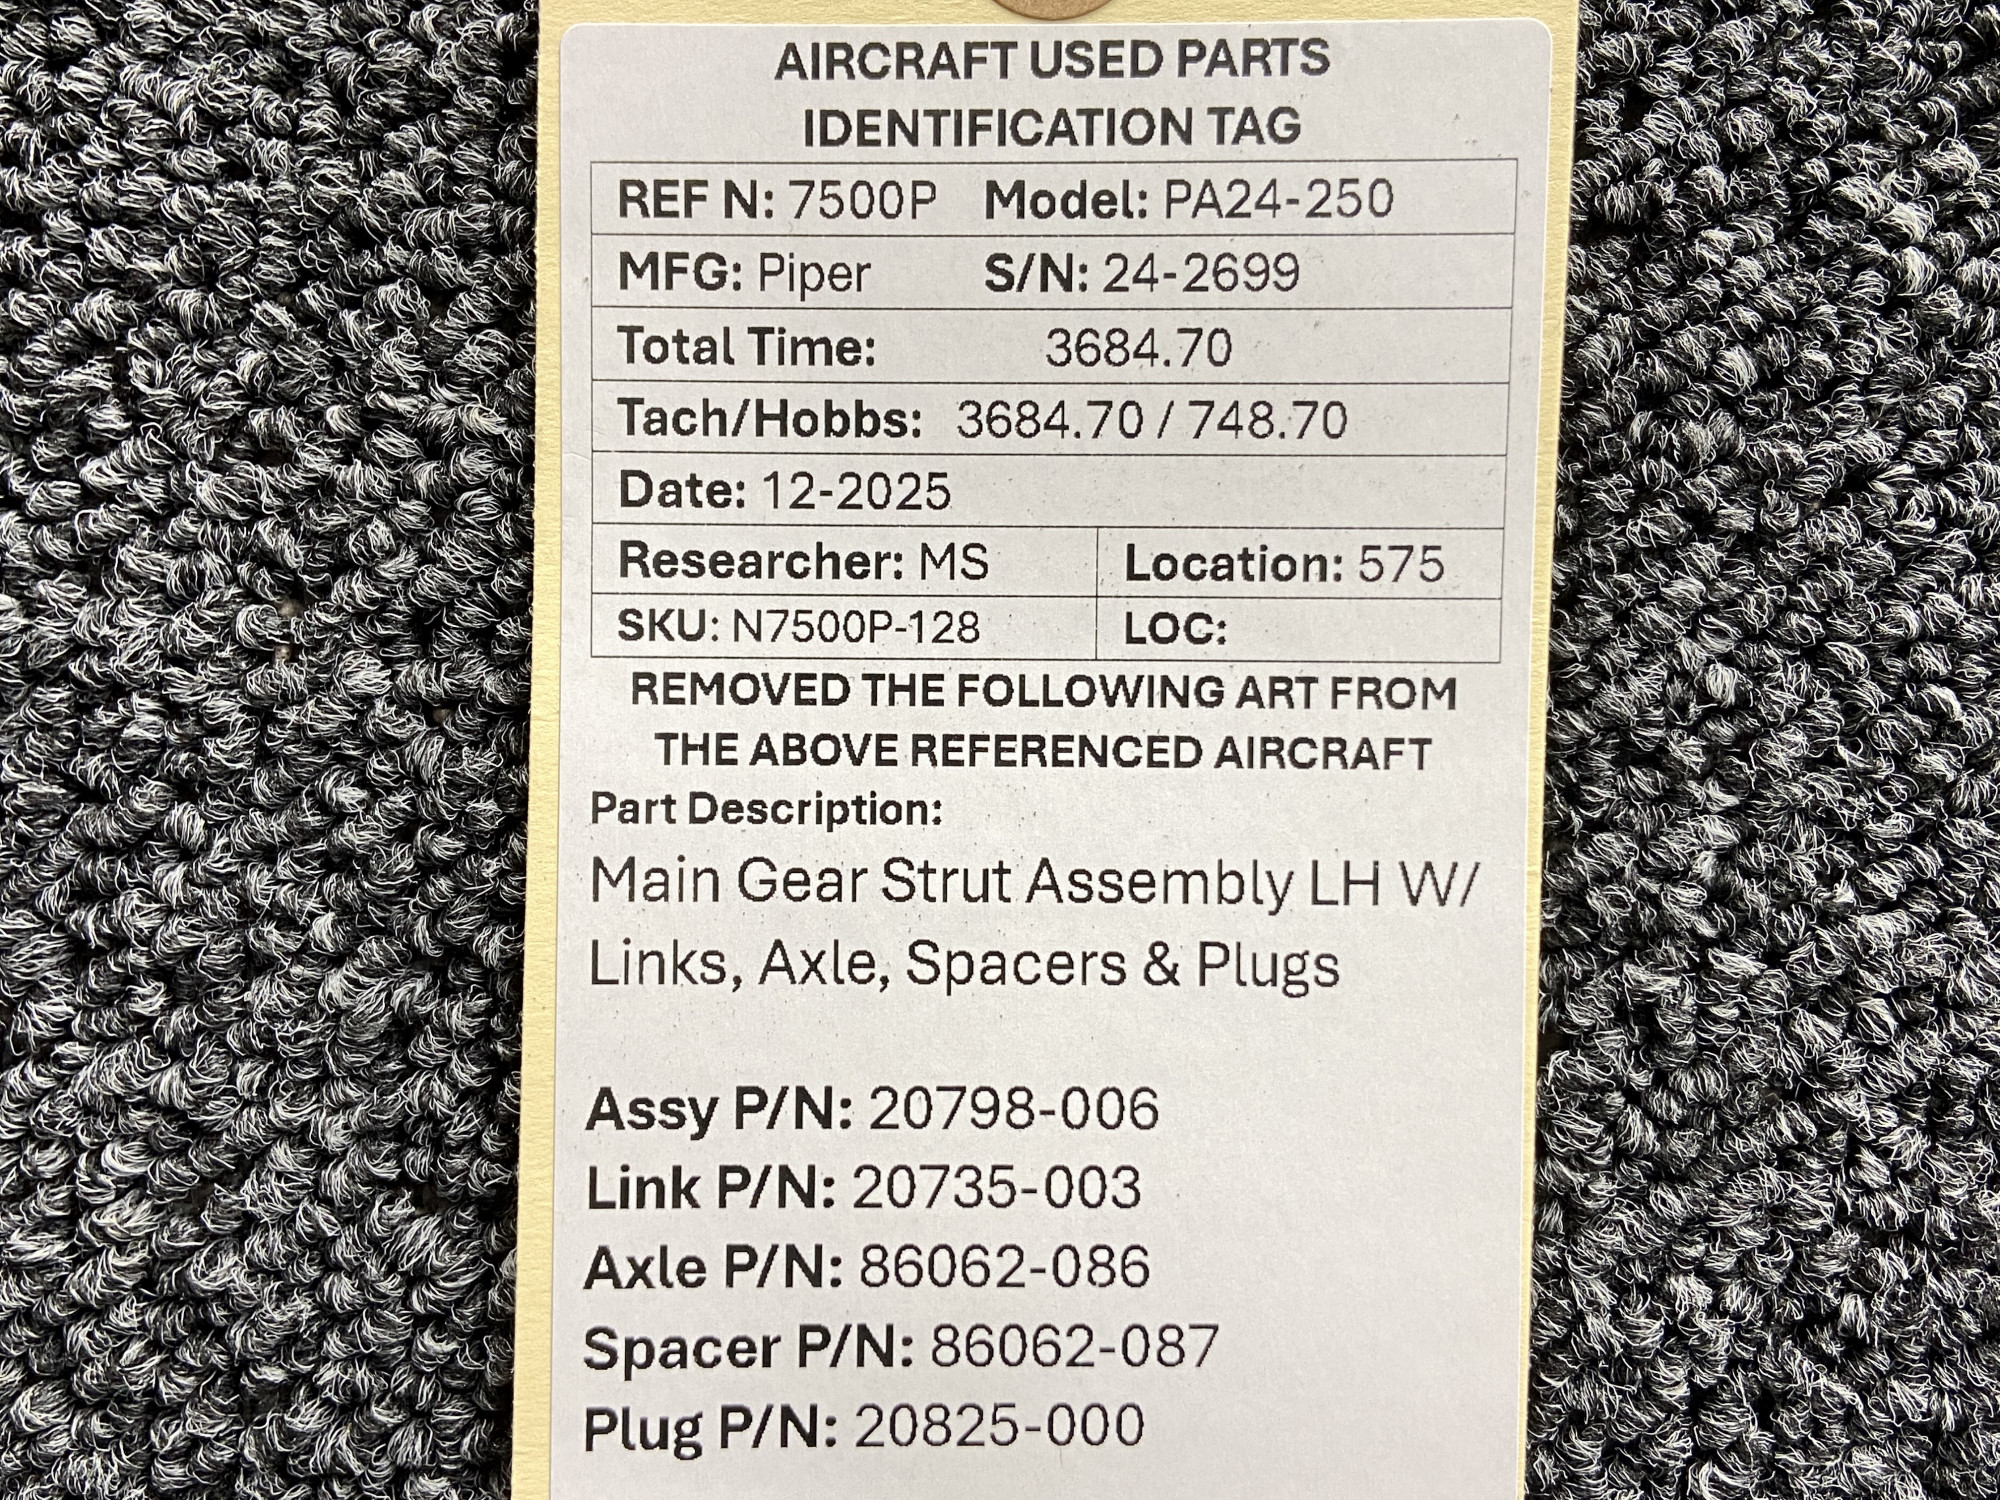 AIRCRAFT USED PARTS
IDENTIFICATION TAG
REF N: 7500P Model: PA24-250
MFG: Piper S/N: 24-2699
Total Time: 3684.70
Tach/Hobbs: 3684.70 / 748.70
Date: 12-2025
Researcher: MS Location: 575
SKU: N7500P-128 LOC:
REMOVED THE FOLLOWING ART FROM
THE ABOVE REFERENCED AIRCRAFT
Part Description:
Main Gear Strut Assembly LH W/
Links, Axle, Spacers & Plugs
Assy P/N: 20798-006
Link P/N: 20735-003
Axle P/N: 86062-086
Spacer P/N: 86062-087
Plug P/N: 20825-000